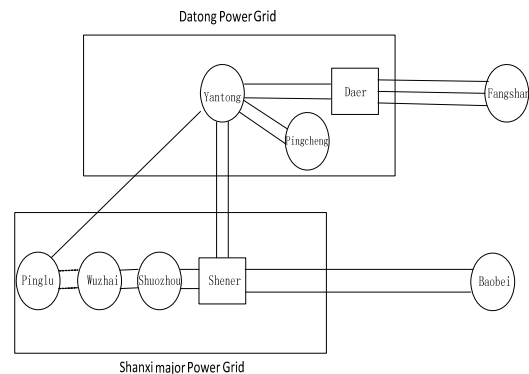 Datong Power Grid
Yantong
Daer
Fangshan
Pingcheng
Pinglu
Wuzhai
Shuozhou
Shener
Baobei
Shanxi major Power Grid